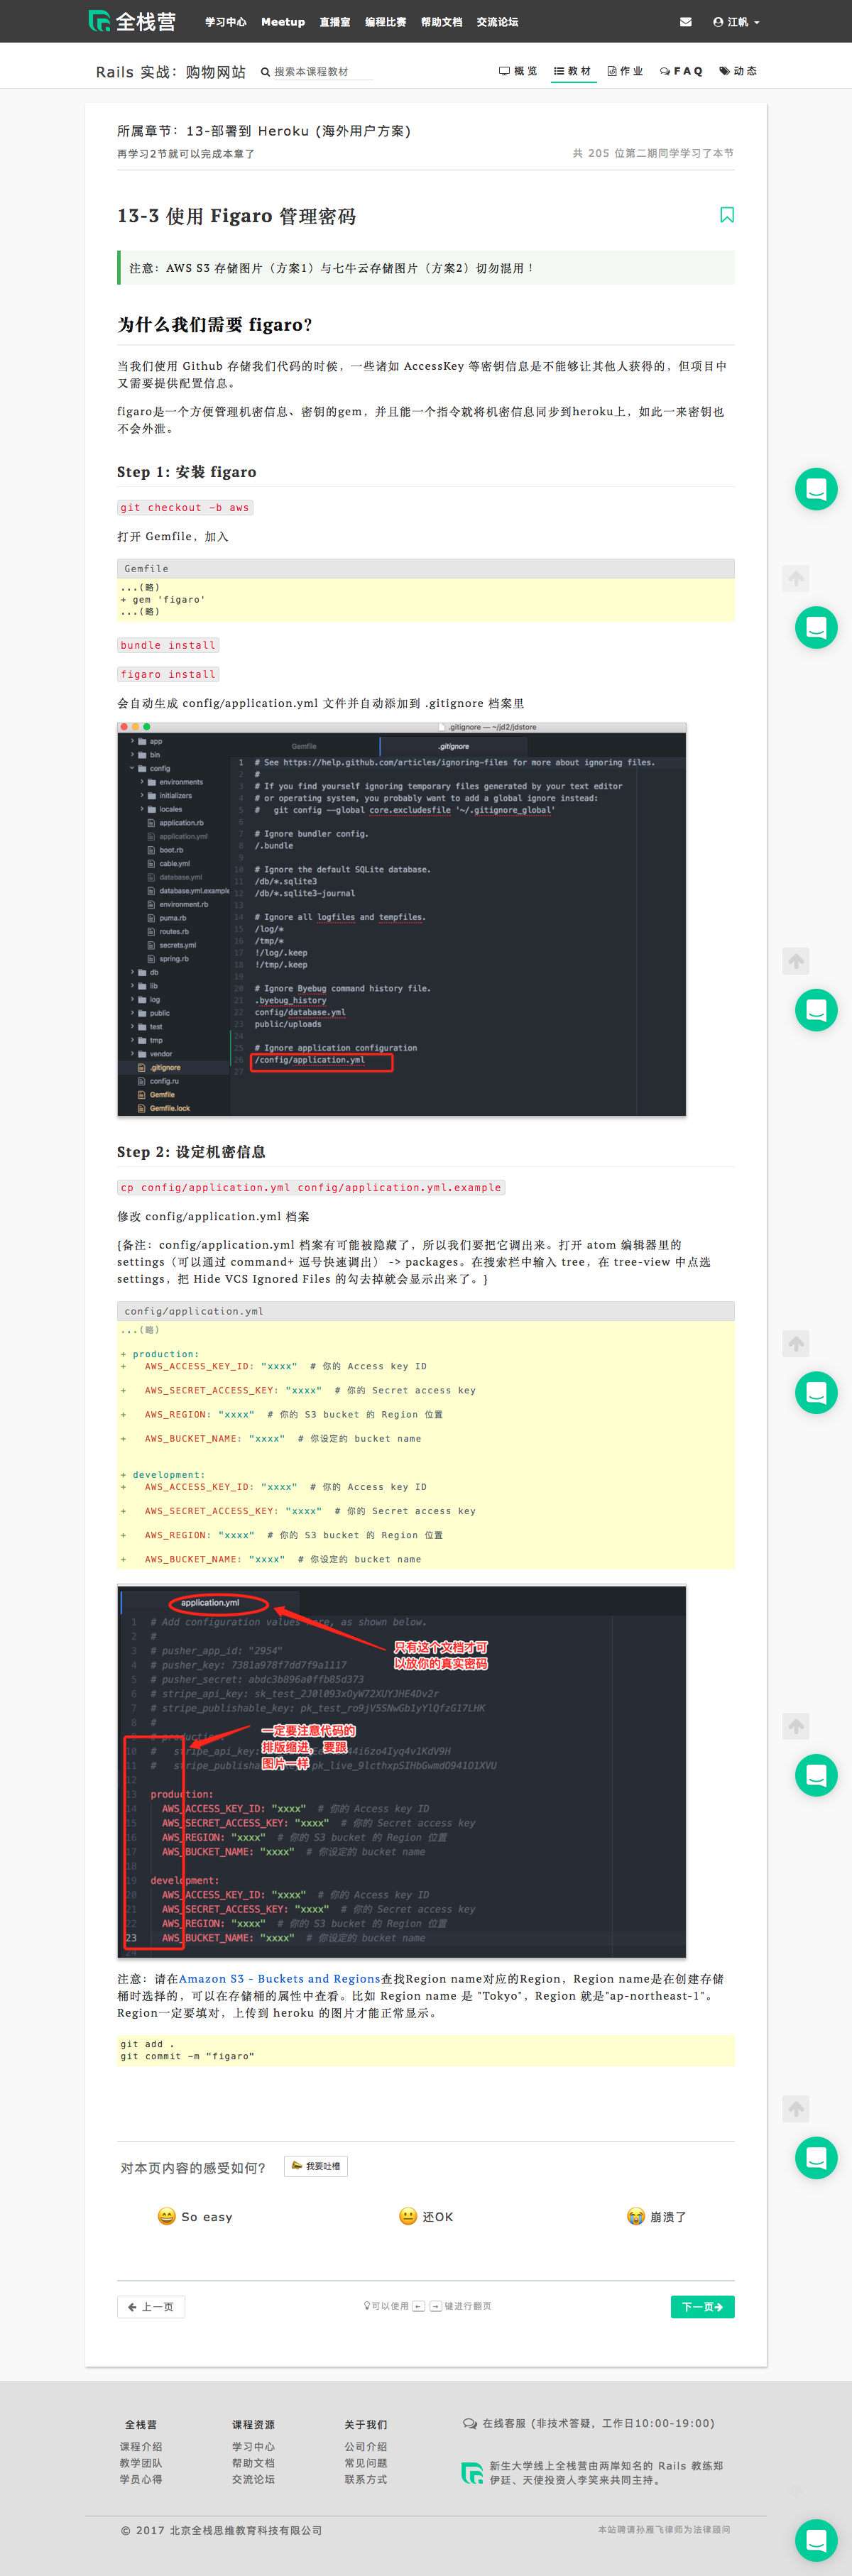 全栈营
学习中心 Meetup 直播室 编程比赛 帮助文档 交流论坛
江帆
Rails 实战：购物网站
搜索本课程教材
概览 教材 作业 FAQ 动态
所属章节：13-部署到 Heroku (海外用户方案)
再学习2节就可以完成本章了
共 205 位第二期同学学习了本节
13-3 使用 Figaro 管理密码
注意：AWS S3 存储图片（方案1）与七牛云存储图片（方案2）切勿混用！
为什么我们需要 figaro?
当我们使用 Github 存储我们代码的时候，一些诸如 AccessKey 等密钥信息是不能够让其他人获得的，但项目中
又需要提供配置信息。
figaro是一个方便管理机密信息、密钥的gem，并且能一个指令就将机密信息同步到heroku上，如此一来密钥也
不会外泄。
Step 1: 安装 figaro
git checkout -b aws
打开 Gemfile，加入
Gemfile
...(略)
+ gem 'figaro'
...(略)
bundle install
figaro install
会自动生成 config/application.yml 文件并自动添加到 .gitignore 档案里
.gitignore — ~/jd2/jdstore
Gemfile
.gitignore
app
bin
config
environments
initializers
locales
application.rb
application.yml
boot.rb
cable.yml
database.yml
database.yml.example
environment.rb
puma.rb
routes.rb
secrets.yml
spring.rb
db
lib
log
public
test
tmp
vendor
.gitignore
config.ru
Gemfile
Gemfile.lock
1 # See https://help.github.com/articles/ignoring-files for more about ignoring files.
2 #
3 # If you find yourself ignoring temporary files generated by your text editor
4 # or operating system, you probably want to add a global ignore instead:
5 #   git config --global core.excludesfile '~/.gitignore_global'
6
7 # Ignore bundler config.
8 /.bundle
9
10 # Ignore the default SQLite database.
11 /db/*.sqlite3
12 /db/*.sqlite3-journal
13
14 # Ignore all logfiles and tempfiles.
15 /log/*
16 /tmp/*
17 !/log/.keep
18 !/tmp/.keep
19
20 # Ignore Byebug command history file.
21 .byebug_history
22 config/database.yml
23 public/uploads
24
25 # Ignore application configuration
26 /config/application.yml
27
Step 2: 设定机密信息
cp config/application.yml config/application.yml.example
修改 config/application.yml 档案
{备注：config/application.yml 档案有可能被隐藏了，所以我们要把它调出来。打开 atom 编辑器里的
settings（可以通过 command+ 逗号快速调出） -> packages。在搜索栏中输入 tree，在 tree-view 中点选
settings，把 Hide VCS Ignored Files 的勾去掉就会显示出来了。}
config/application.yml
...(略)
+ production:
+   AWS_ACCESS_KEY_ID: "xxxx"  # 你的 Access key ID
+   AWS_SECRET_ACCESS_KEY: "xxxx"  # 你的 Secret access key
+   AWS_REGION: "xxxx"  # 你的 S3 bucket 的 Region 位置
+   AWS_BUCKET_NAME: "xxxx"  # 你设定的 bucket name
+ development:
+   AWS_ACCESS_KEY_ID: "xxxx"  # 你的 Access key ID
+   AWS_SECRET_ACCESS_KEY: "xxxx"  # 你的 Secret access key
+   AWS_REGION: "xxxx"  # 你的 S3 bucket 的 Region 位置
+   AWS_BUCKET_NAME: "xxxx"  # 你设定的 bucket name
application.yml
只有这个文档才可
以放你的真实密码
1 # Add configuration values here, as shown below.
2 #
3 # pusher_app_id: "2954"
4 # pusher_key: 7381a978f7dd7f9a1117
5 # pusher_secret: abdc3b896a0ffb85d373
6 # stripe_api_key: sk_test_2J0l093xOyW72XUYJHE4Dv2r
7 # stripe_publishable_key: pk_test_ro9jV5SNwGb1yYlQfzG17LHK
8 #
9 # production:
一定要注意代码的
排版缩进，要跟
图片一样
10 #   stripe_api_key: 44i6zo4Iyq4v1KdV9H
11 #   stripe_publishable pk_live_9lcthxpSIHbGwmdO941O1XVU
12
13 production:
14   AWS_ACCESS_KEY_ID: "xxxx"  # 你的 Access key ID
15   AWS_SECRET_ACCESS_KEY: "xxxx"  # 你的 Secret access key
16   AWS_REGION: "xxxx"  # 你的 S3 bucket 的 Region 位置
17   AWS_BUCKET_NAME: "xxxx"  # 你设定的 bucket name
18
19 development:
20   AWS_ACCESS_KEY_ID: "xxxx"  # 你的 Access key ID
21   AWS_SECRET_ACCESS_KEY: "xxxx"  # 你的 Secret access key
22   AWS_REGION: "xxxx"  # 你的 S3 bucket 的 Region 位置
23   AWS_BUCKET_NAME: "xxxx"  # 你设定的 bucket name
24
注意：请在Amazon S3 - Buckets and Regions查找Region name对应的Region，Region name是在创建存储
桶时选择的，可以在存储桶的属性中查看。比如 Region name 是 "Tokyo"，Region 就是"ap-northeast-1"。
Region一定要填对，上传到 heroku 的图片才能正常显示。
git add .
git commit -m "figaro"
对本页内容的感受如何？
我要吐槽
So easy
还OK
崩溃了
上一页
可以使用 ← → 键进行翻页
下一页
全栈营 课程资源 关于我们
课程介绍 学习中心 公司介绍
教学团队 帮助文档 常见问题
学员心得 交流论坛 联系方式
在线客服 (非技术答疑，工作日10:00-19:00)
新生大学线上全栈营由两岸知名的 Rails 教练郑
伊廷、天使投资人李笑来共同主持。
© 2017 北京全栈思维教育科技有限公司
本站聘请孙雁飞律师为法律顾问